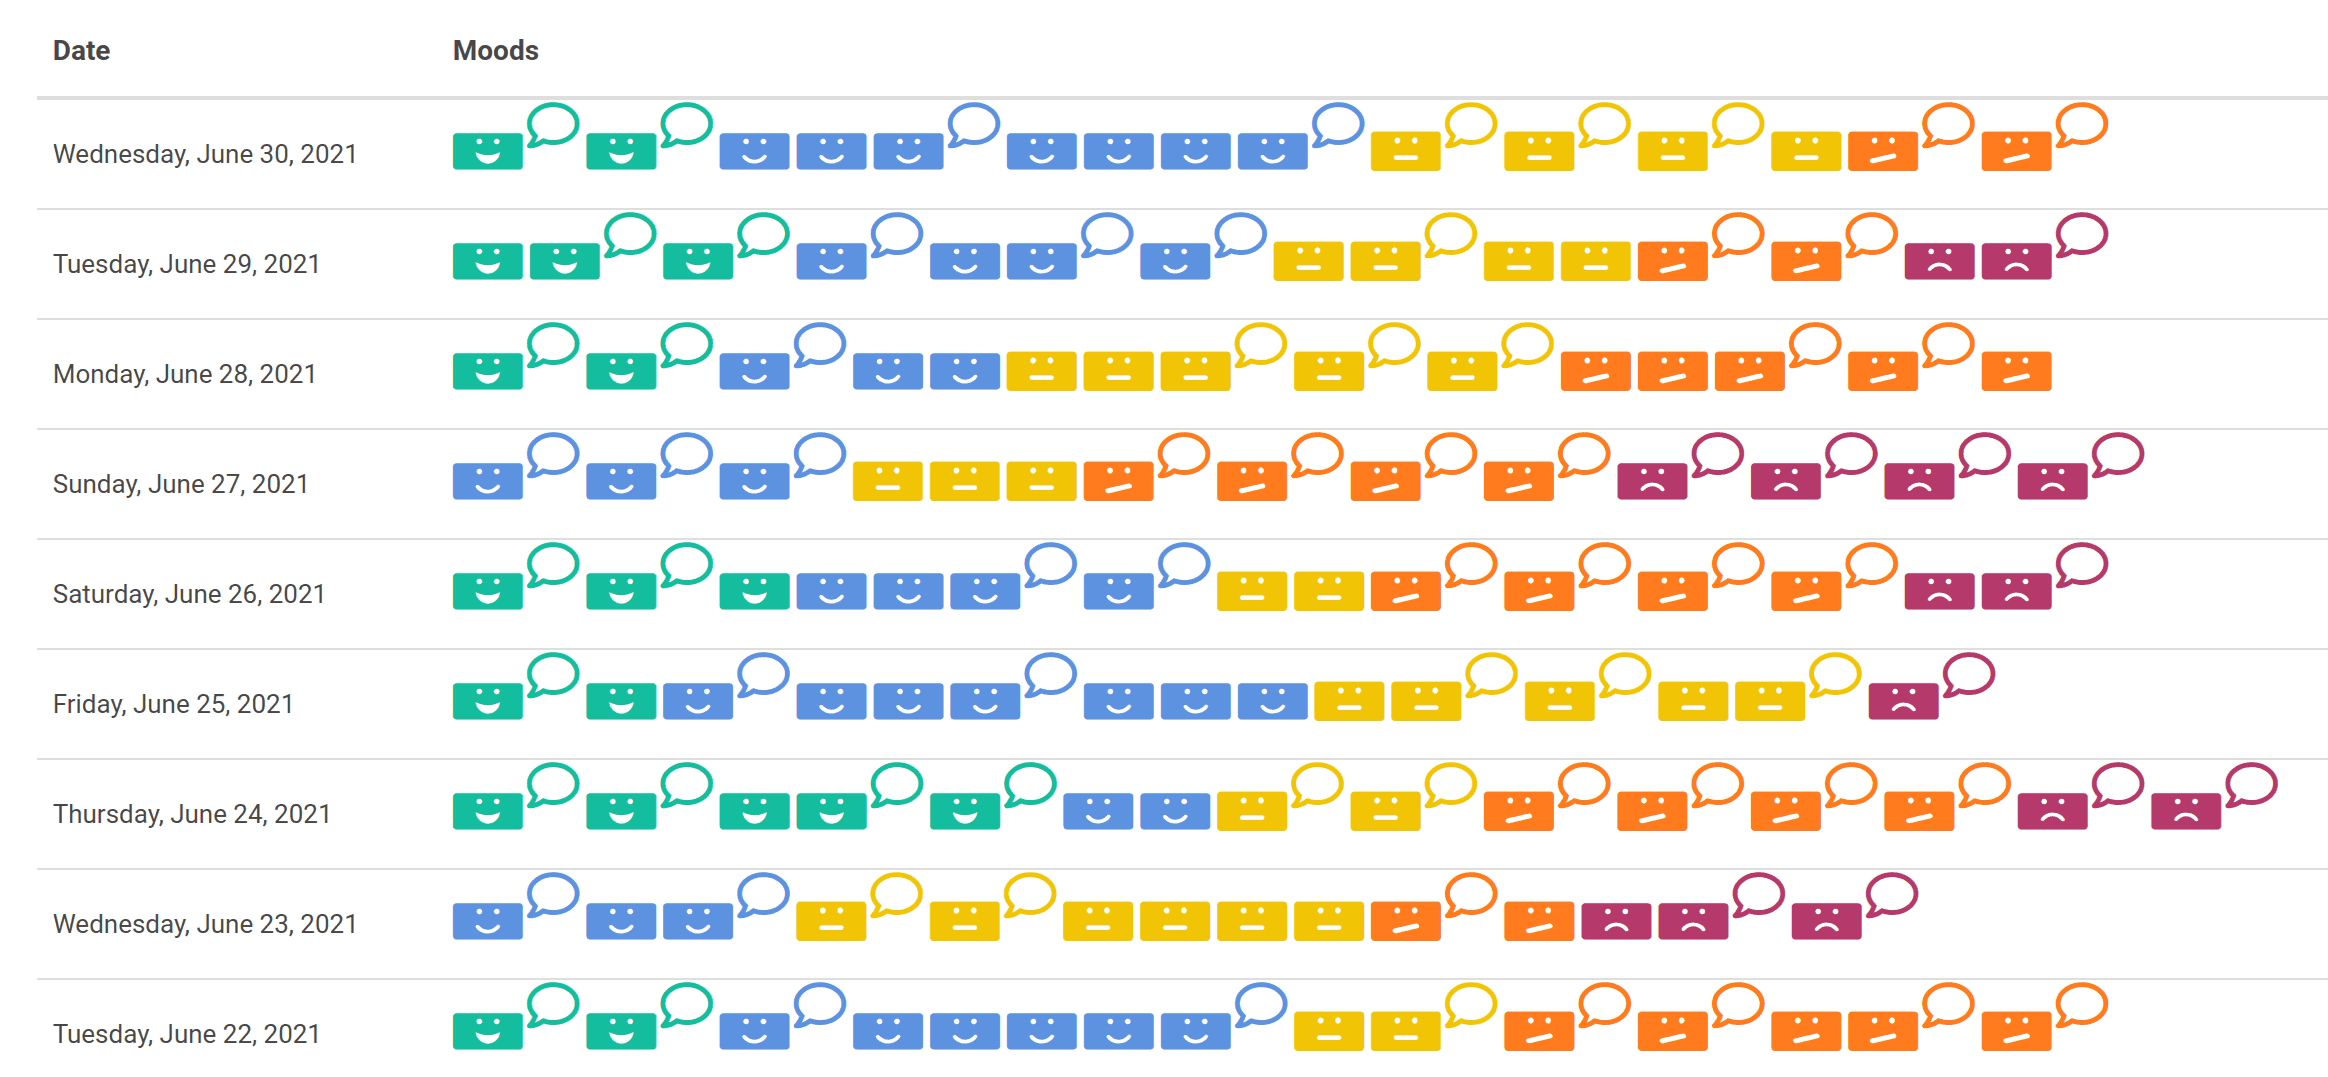 Date Moods
Wednesday, June 30, 2021
Tuesday, June 29, 2021
Monday, June 28, 2021
Sunday, June 27, 2021
Saturday, June 26, 2021
Friday, June 25, 2021
Thursday, June 24, 2021
Wednesday, June 23, 2021
Tuesday, June 22, 2021